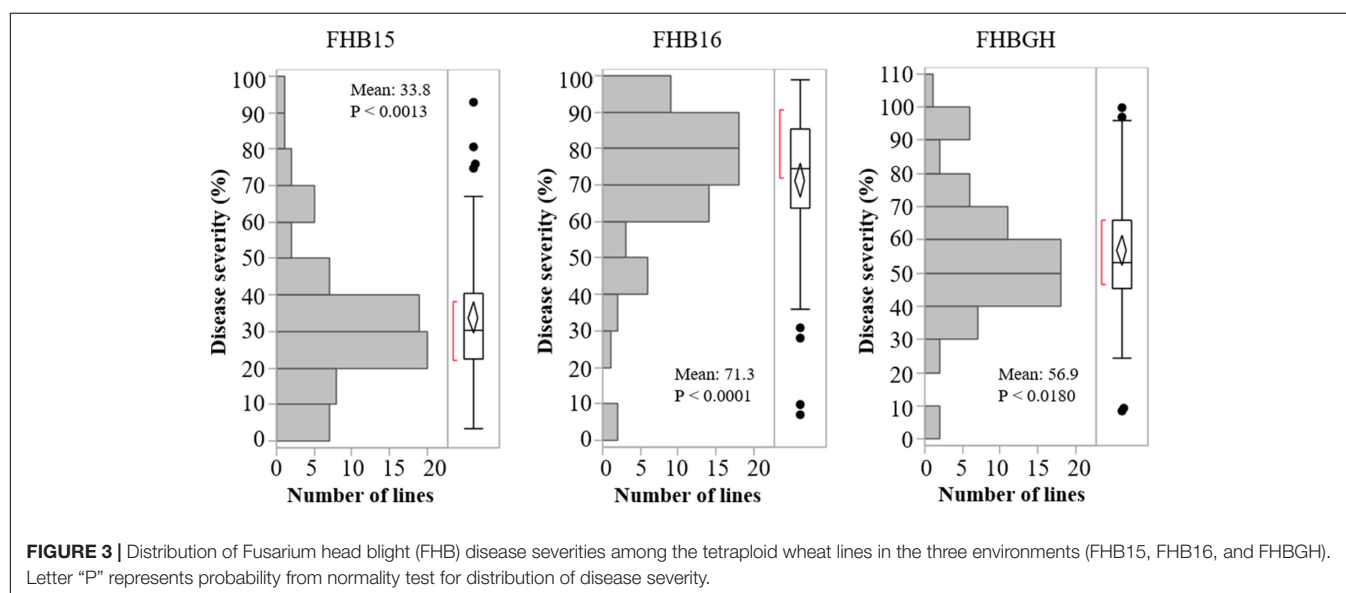 FHB15
FHB16
FHBGH
Disease severity (%)
100
90
80
70
60
50
40
30
20
10
0
Mean: 33.8
P < 0.0013
0 5 10 15 20
Number of lines
Disease severity (%)
100
90
80
70
60
50
40
30
20
10
0
Mean: 71.3
P < 0.0001
0 5 10 15 20
Number of lines
Disease severity (%)
110
100
90
80
70
60
50
40
30
20
10
0
Mean: 56.9
P < 0.0180
0 5 10 15 20
Number of lines
FIGURE 3 | Distribution of Fusarium head blight (FHB) disease severities among the tetraploid wheat lines in the three environments (FHB15, FHB16, and FHBGH).
Letter “P” represents probability from normality test for distribution of disease severity.